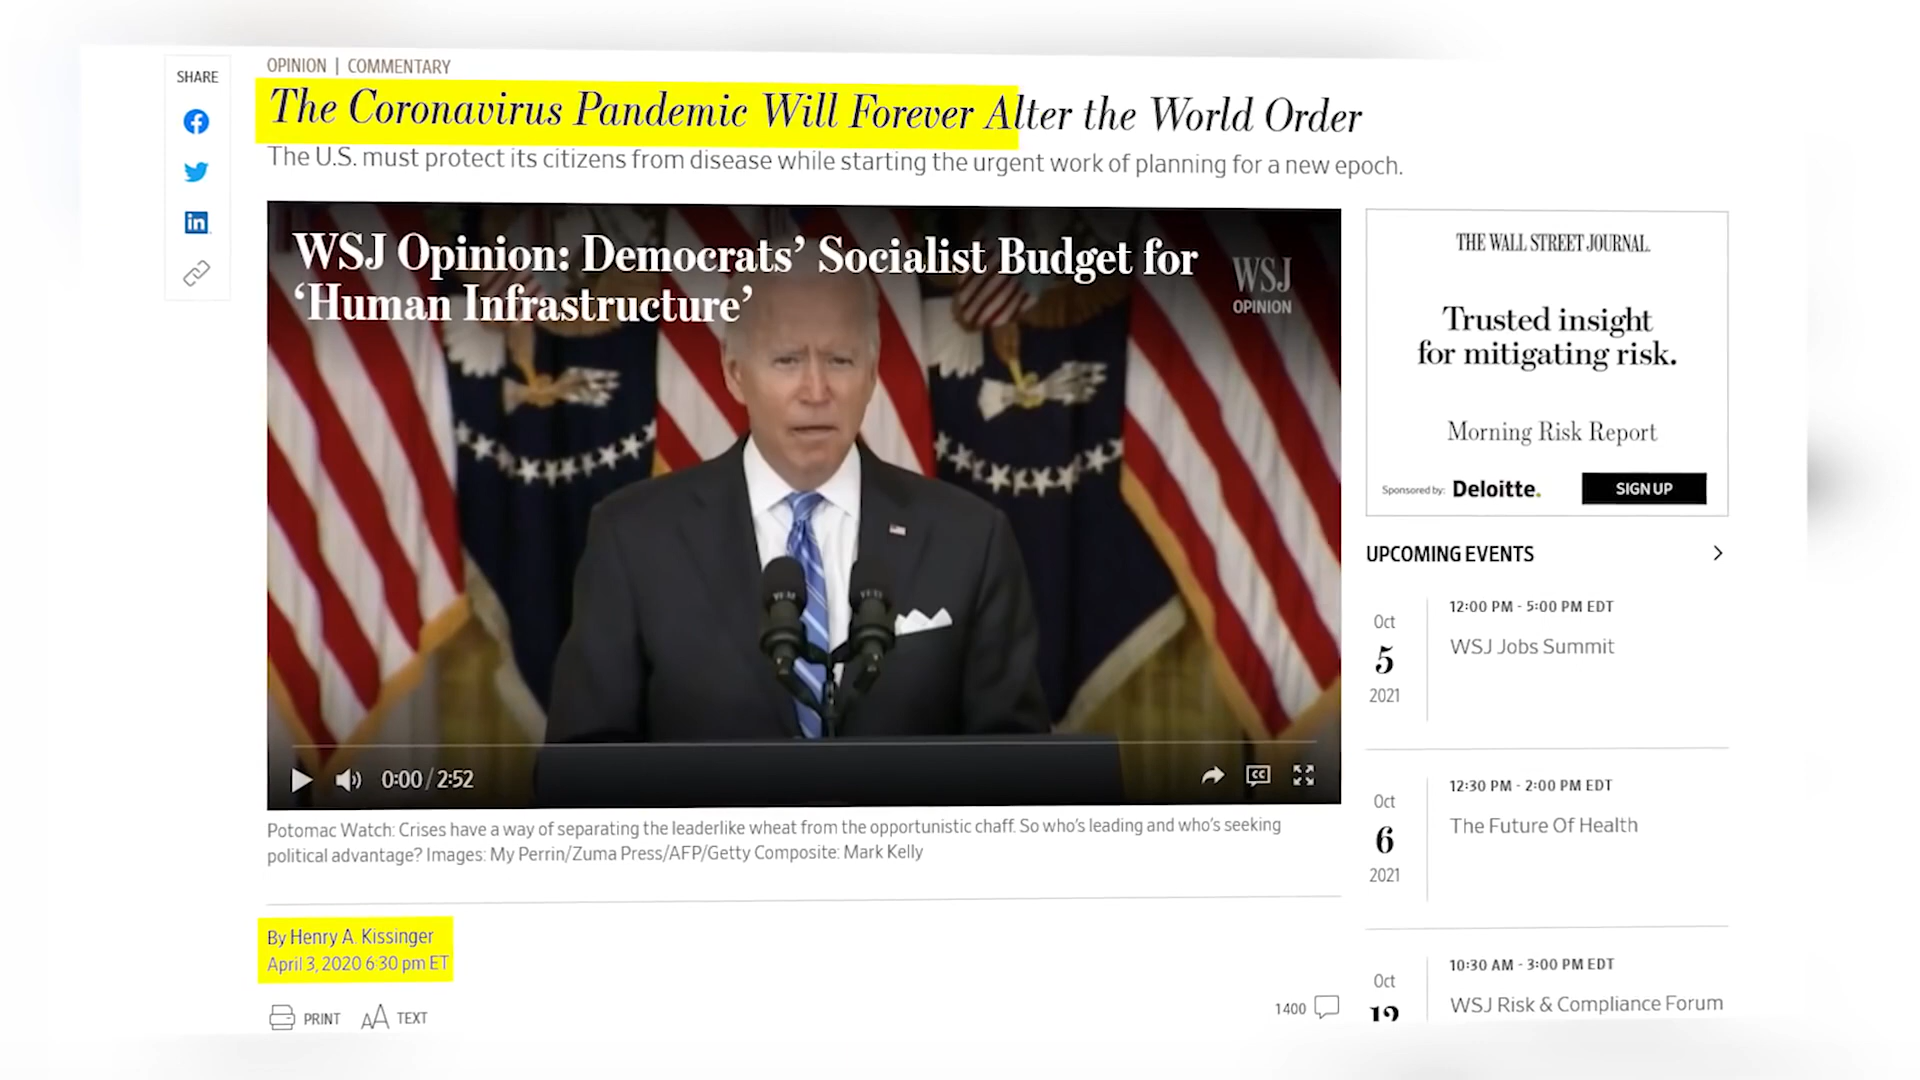 SHARE
OPINION | COMMENTARY
The Coronavirus Pandemic Will Forever Alter the World Order
The U.S. must protect its citizens from disease while starting the urgent work of planning for a new epoch.
WSJ Opinion: Democrats' Socialist Budget for
'Human Infrastructure'
WSJ
OPINION
0:00 / 2:52
CC
Potomac Watch: Crises have a way of separating the leaderlike wheat from the opportunistic chaff. So who's leading and who's seeking
political advantage? Images: My Perrin/Zuma Press/AFP/Getty Composite: Mark Kelly
By Henry A. Kissinger
April 3, 2020 6:30 pm ET
PRINT
AA TEXT
1400
THE WALL STREET JOURNAL.
Trusted insight
for mitigating risk.
Morning Risk Report
Sponsored by: Deloitte.
SIGN UP
UPCOMING EVENTS
Oct
5
2021
12:00 PM - 5:00 PM EDT
WSJ Jobs Summit
Oct
6
2021
12:30 PM - 2:00 PM EDT
The Future Of Health
Oct
12
10:30 AM - 3:00 PM EDT
WSJ Risk & Compliance Forum